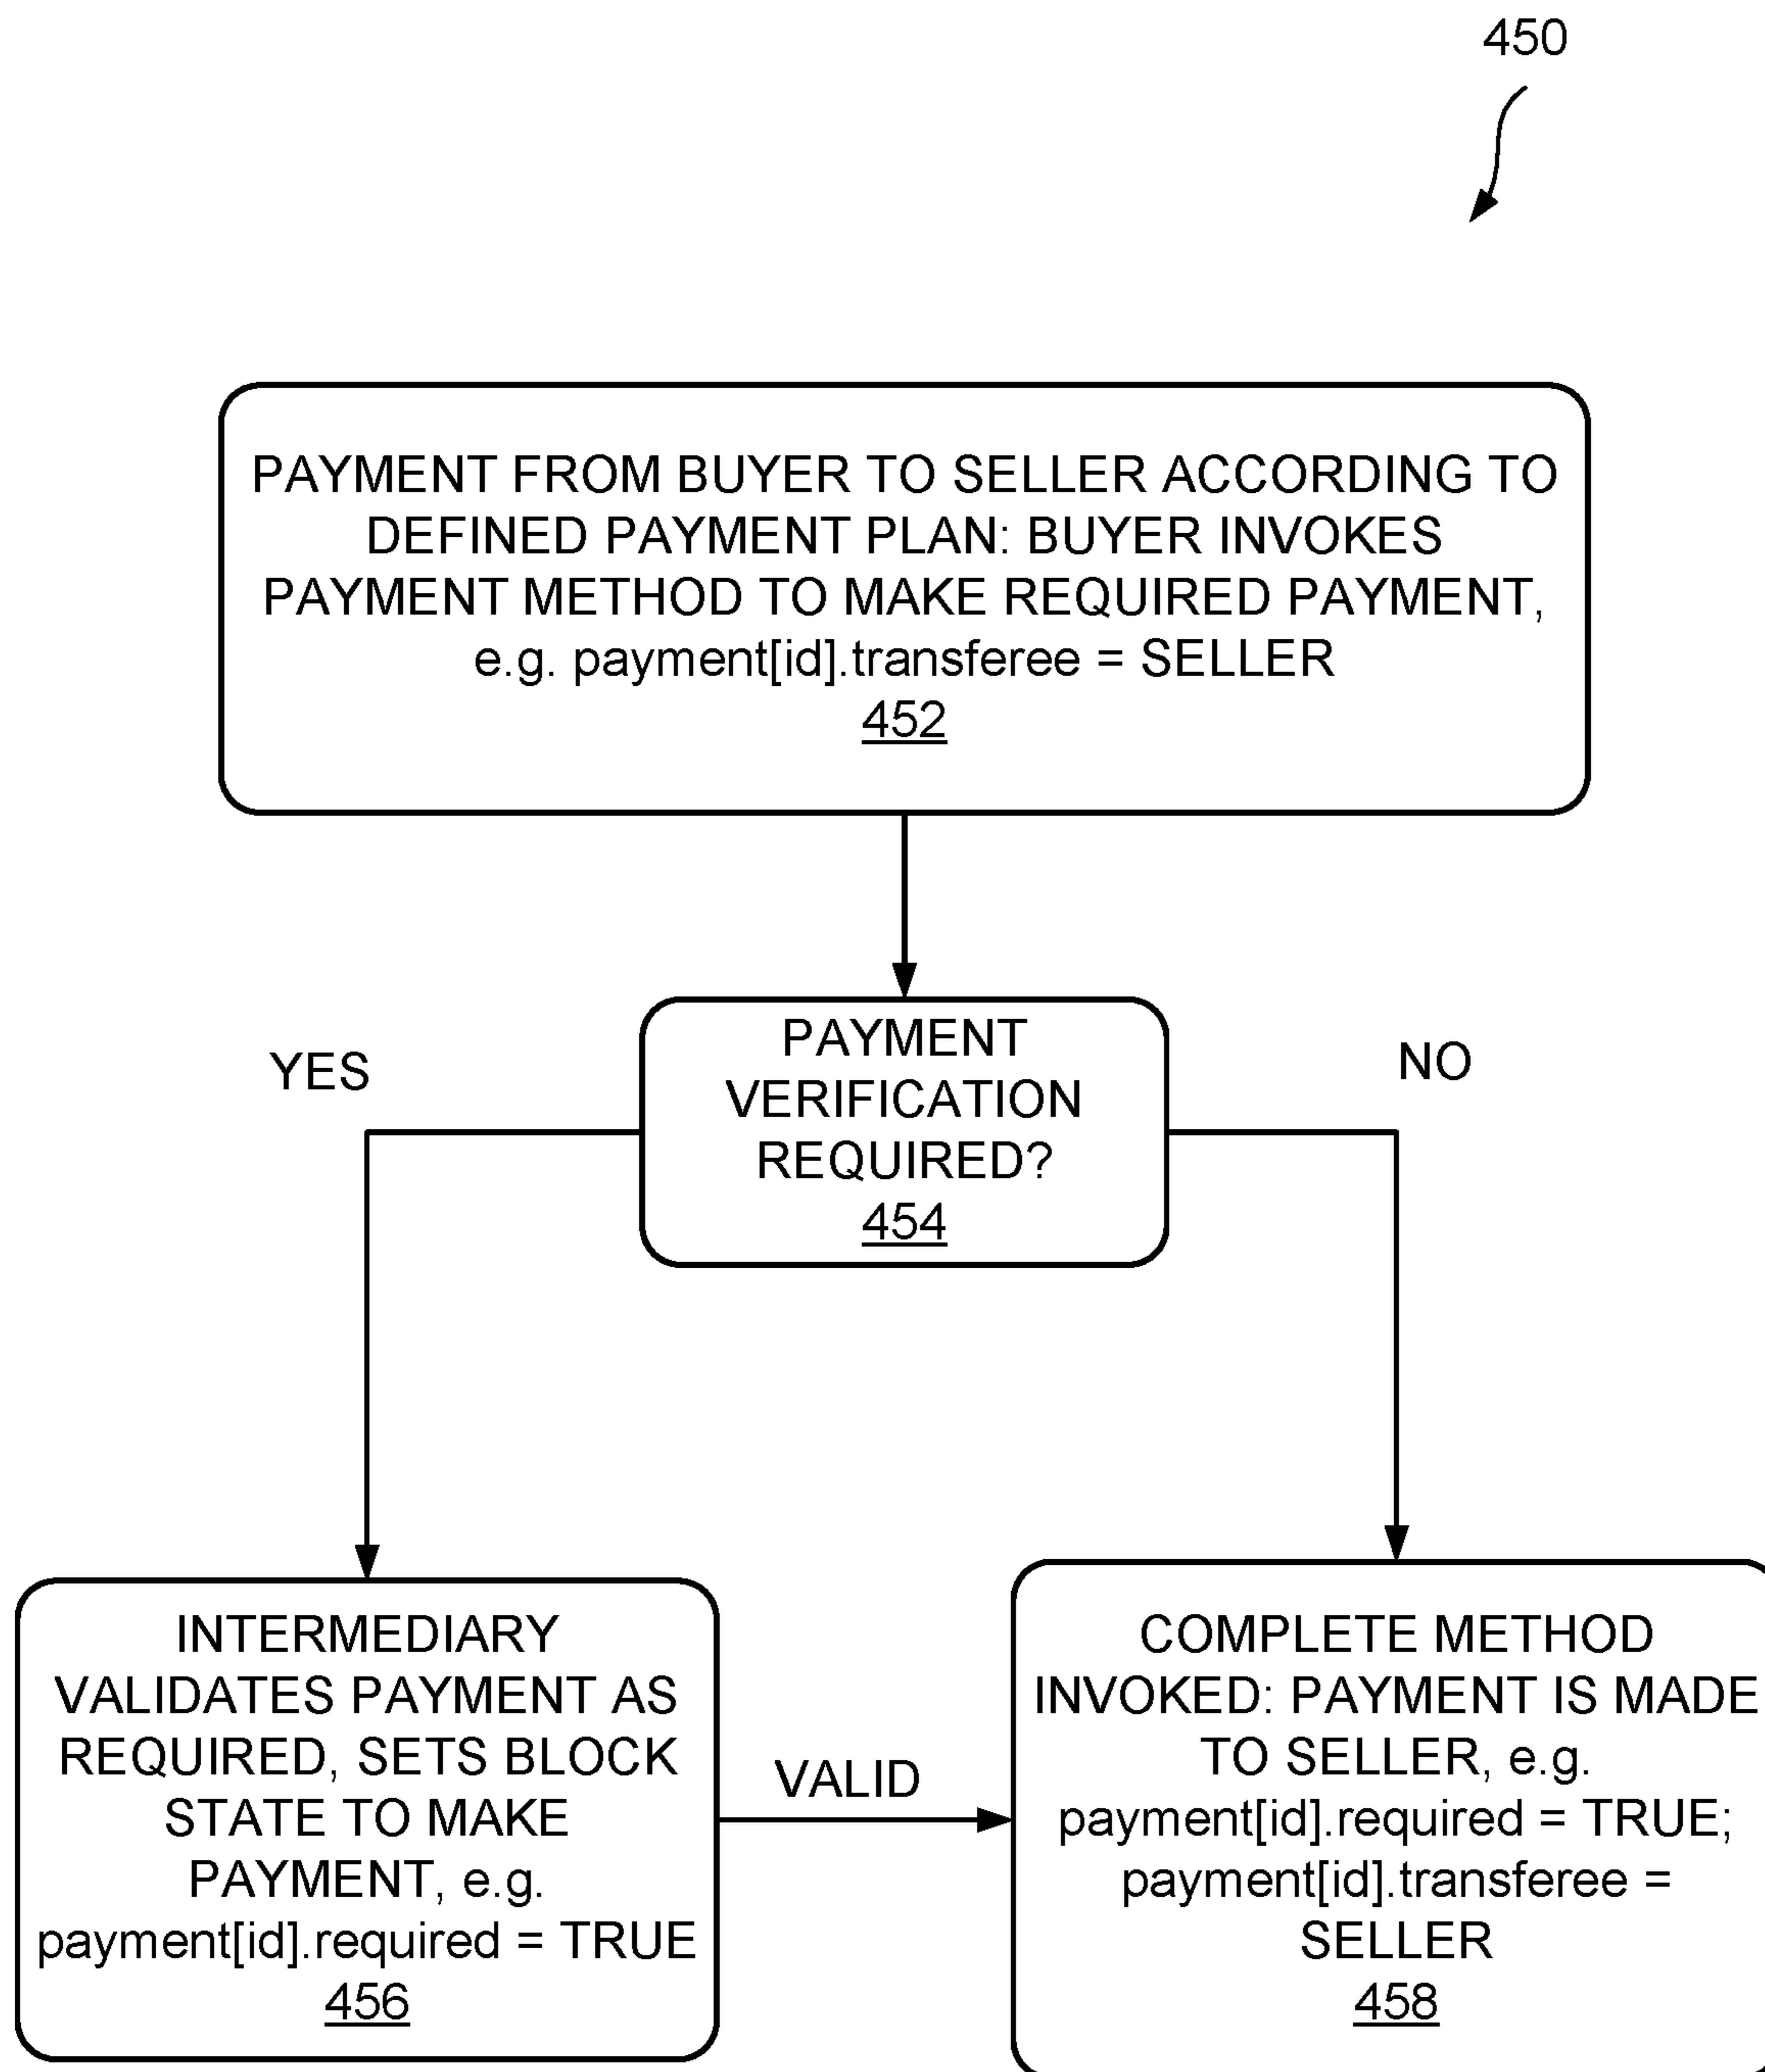 450
PAYMENT FROM BUYER TO SELLER ACCORDING TO
DEFINED PAYMENT PLAN: BUYER INVOKES
PAYMENT METHOD TO MAKE REQUIRED PAYMENT,
e.g. payment[id].transferee = SELLER
452
PAYMENT
VERIFICATION
REQUIRED?
454
YES
NO
INTERMEDIARY
VALIDATES PAYMENT AS
REQUIRED, SETS BLOCK
STATE TO MAKE
PAYMENT, e.g.
payment[id].required = TRUE
456
VALID
COMPLETE METHOD
INVOKED: PAYMENT IS MADE
TO SELLER, e.g.
payment[id].required = TRUE;
payment[id].transferee =
SELLER
458